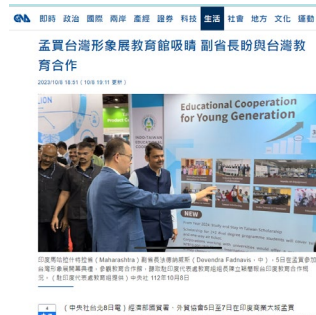 CNA 即時 政治 國際 兩岸 產經 證券 科技 生活 社會 地方 文化 運動
孟買台灣形象展教育館吸睛 副省長盼與台灣教
育合作
2023/10/8 18:51（10/8 19:11 更新）
Educational Cooperation
for Young Generation
INDIA TAIWAN
印度馬哈拉什特拉省（Maharashtra）副省長法德納維斯（Devendra Fadnavis，中），5日在孟買參加
台灣形象展開幕典禮，參觀教育合作館，聽取駐印度代表處教育組組長陳立穎簡報台印度教育合作概
況。（駐印度代表處教育組提供）中央社 112年10月8日
（中央社台北8日電）經濟部國貿署、外貿協會5日至7日在印度商業大城孟買